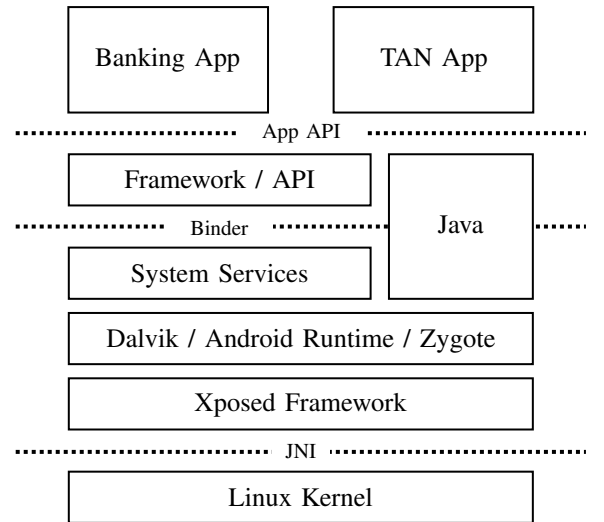 Banking App
TAN App
App API
Framework / API
Java
Binder
System Services
Dalvik / Android Runtime / Zygote
Xposed Framework
JNI
Linux Kernel